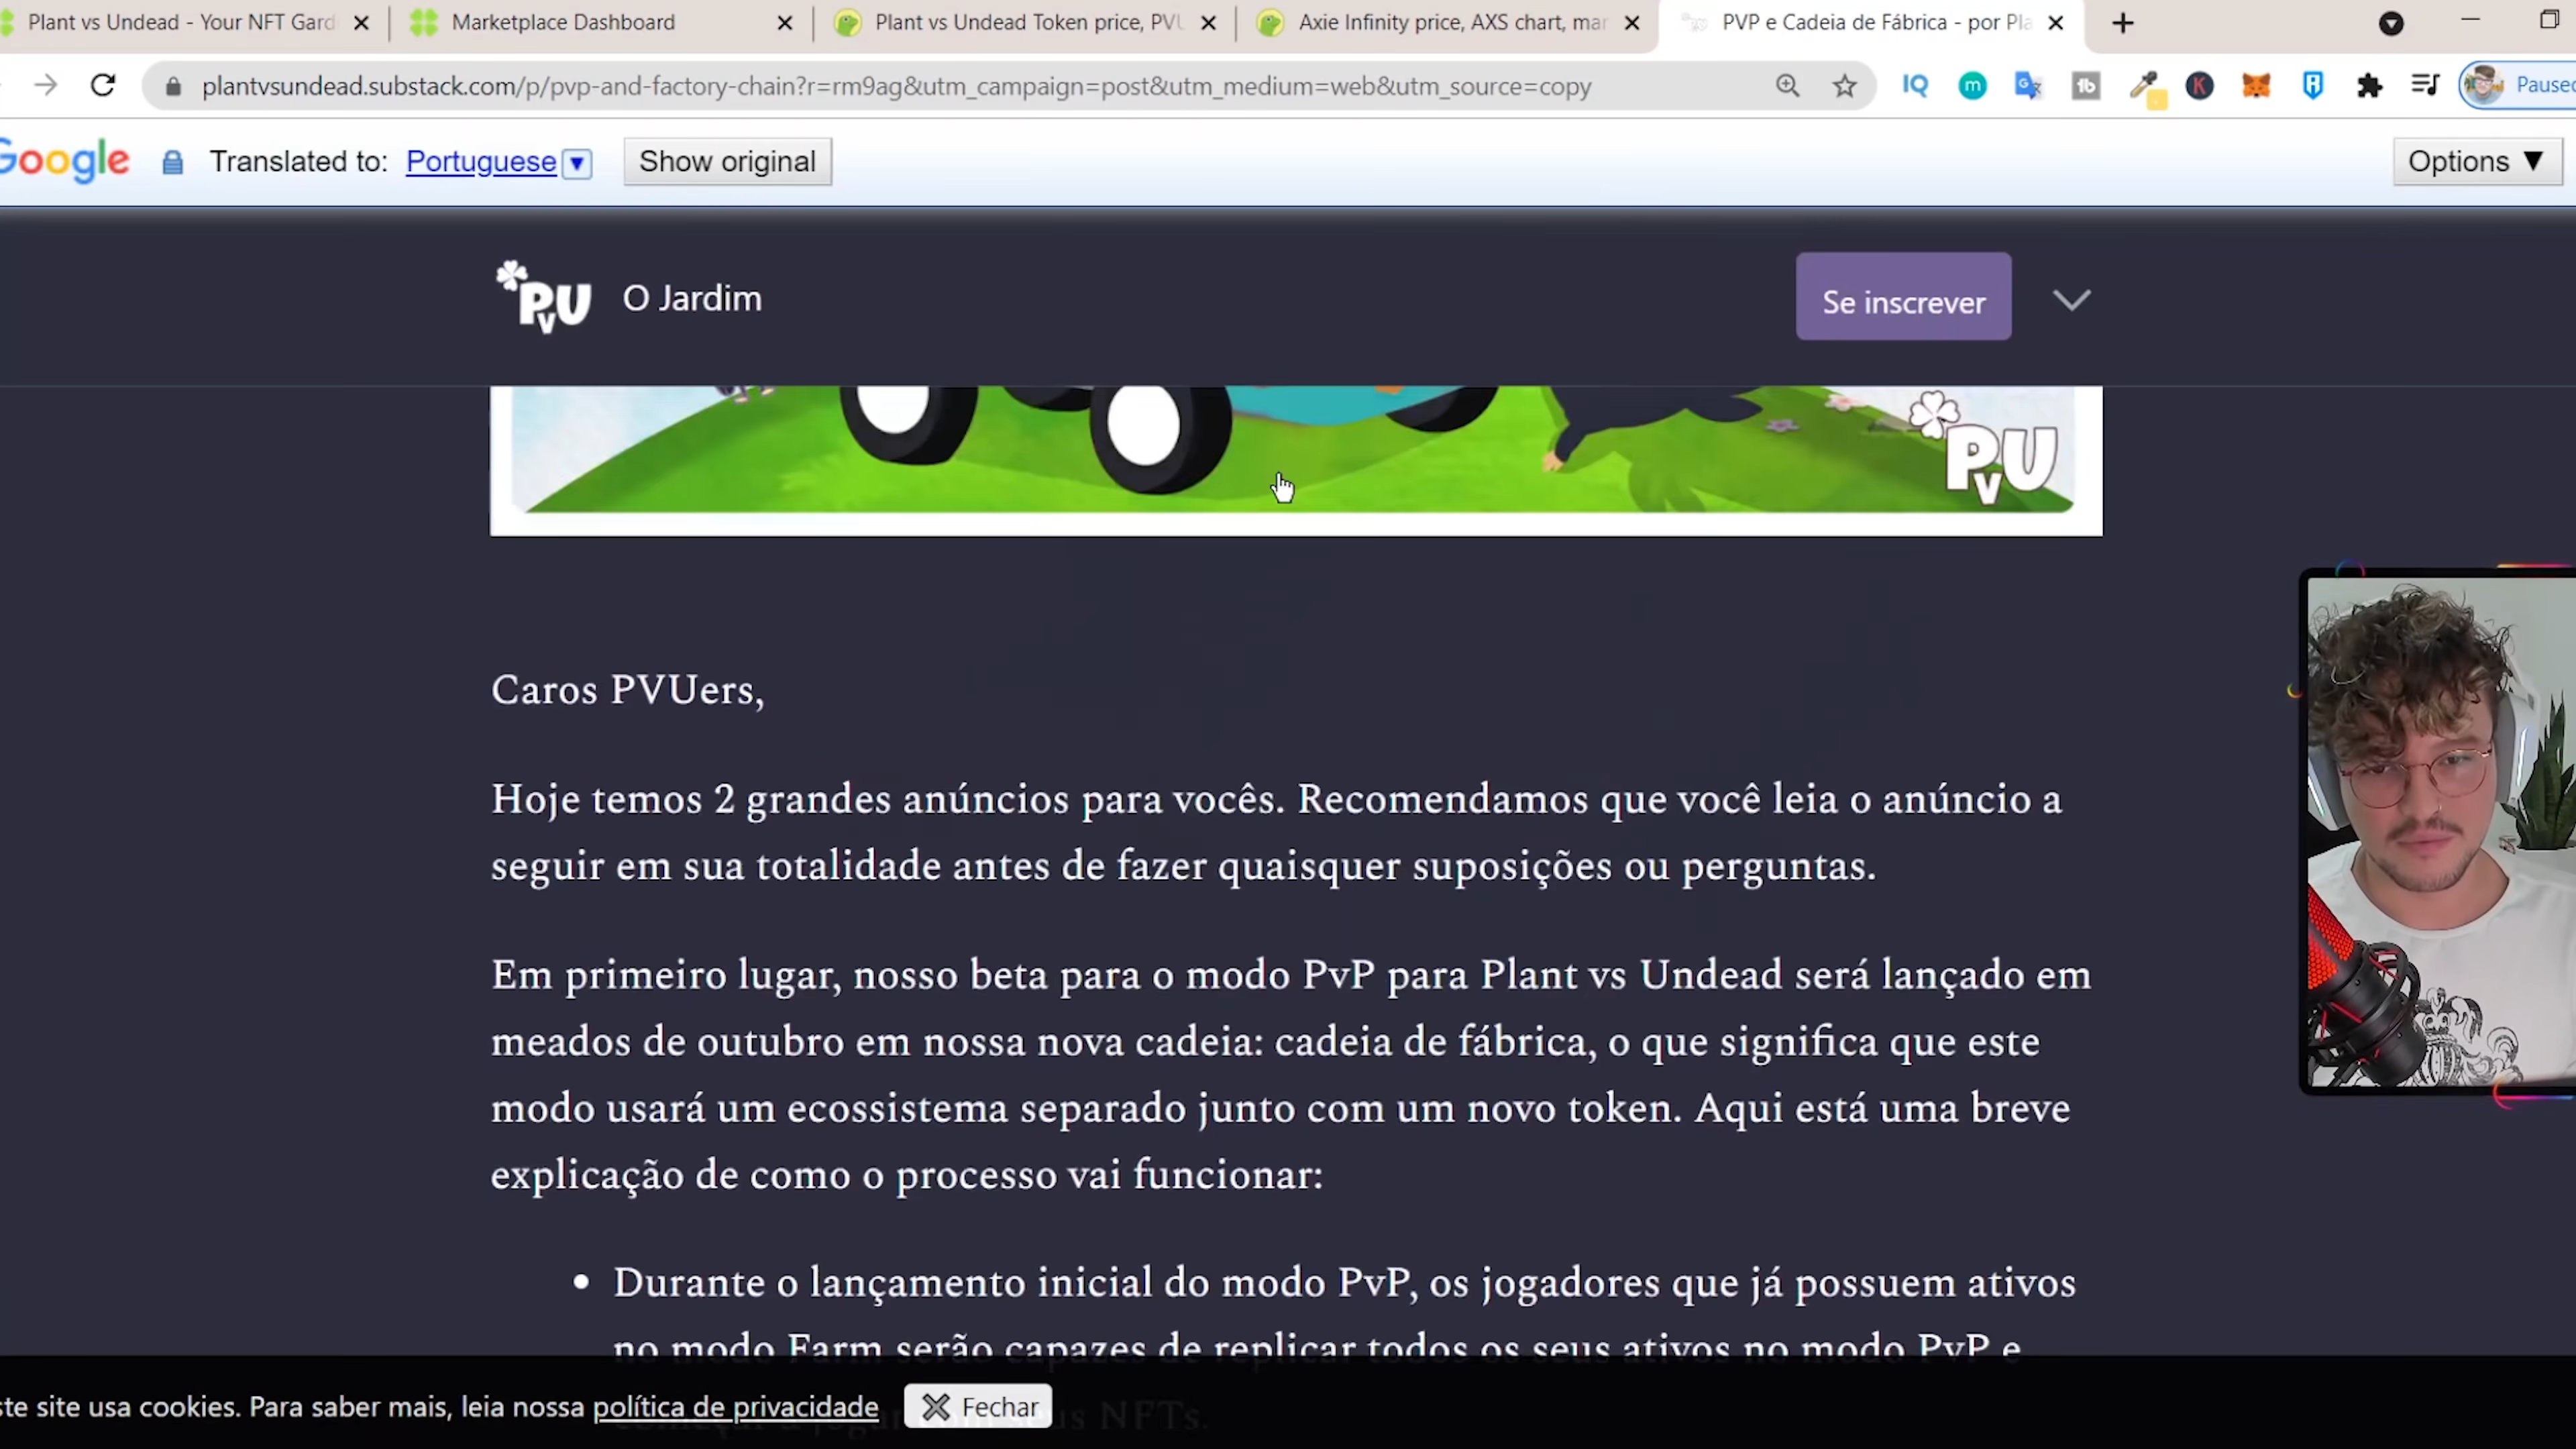 Plant vs Undead - Your NFT Gard
Marketplace Dashboard
Plant vs Undead Token price, PVU
Axie Infinity price, AXS chart, mar
PVP e Cadeia de Fábrica - por Pla
plantvsundead.substack.com/p/pvp-and-factory-chain?r=rm9ag&utm_campaign=post&utm_medium=web&utm_source=copy
IQ
m
G
tb
K
Paused
Google
Translated to: Portuguese ▼
Show original
Options ▼
PvU
O Jardim
Se inscrever
PvU
Caros PVUers,
Hoje temos 2 grandes anúncios para vocês. Recomendamos que você leia o anúncio a
seguir em sua totalidade antes de fazer quaisquer suposições ou perguntas.
Em primeiro lugar, nosso beta para o modo PvP para Plant vs Undead será lançado em
meados de outubro em nossa nova cadeia: cadeia de fábrica, o que significa que este
modo usará um ecossistema separado junto com um novo token. Aqui está uma breve
explicação de como o processo vai funcionar:
• Durante o lançamento inicial do modo PvP, os jogadores que já possuem ativos
no modo Farm serão capazes de replicar todos os seus ativos no modo PvP e
ste site usa cookies. Para saber mais, leia nossa política de privacidade
Fechar
NFTs.